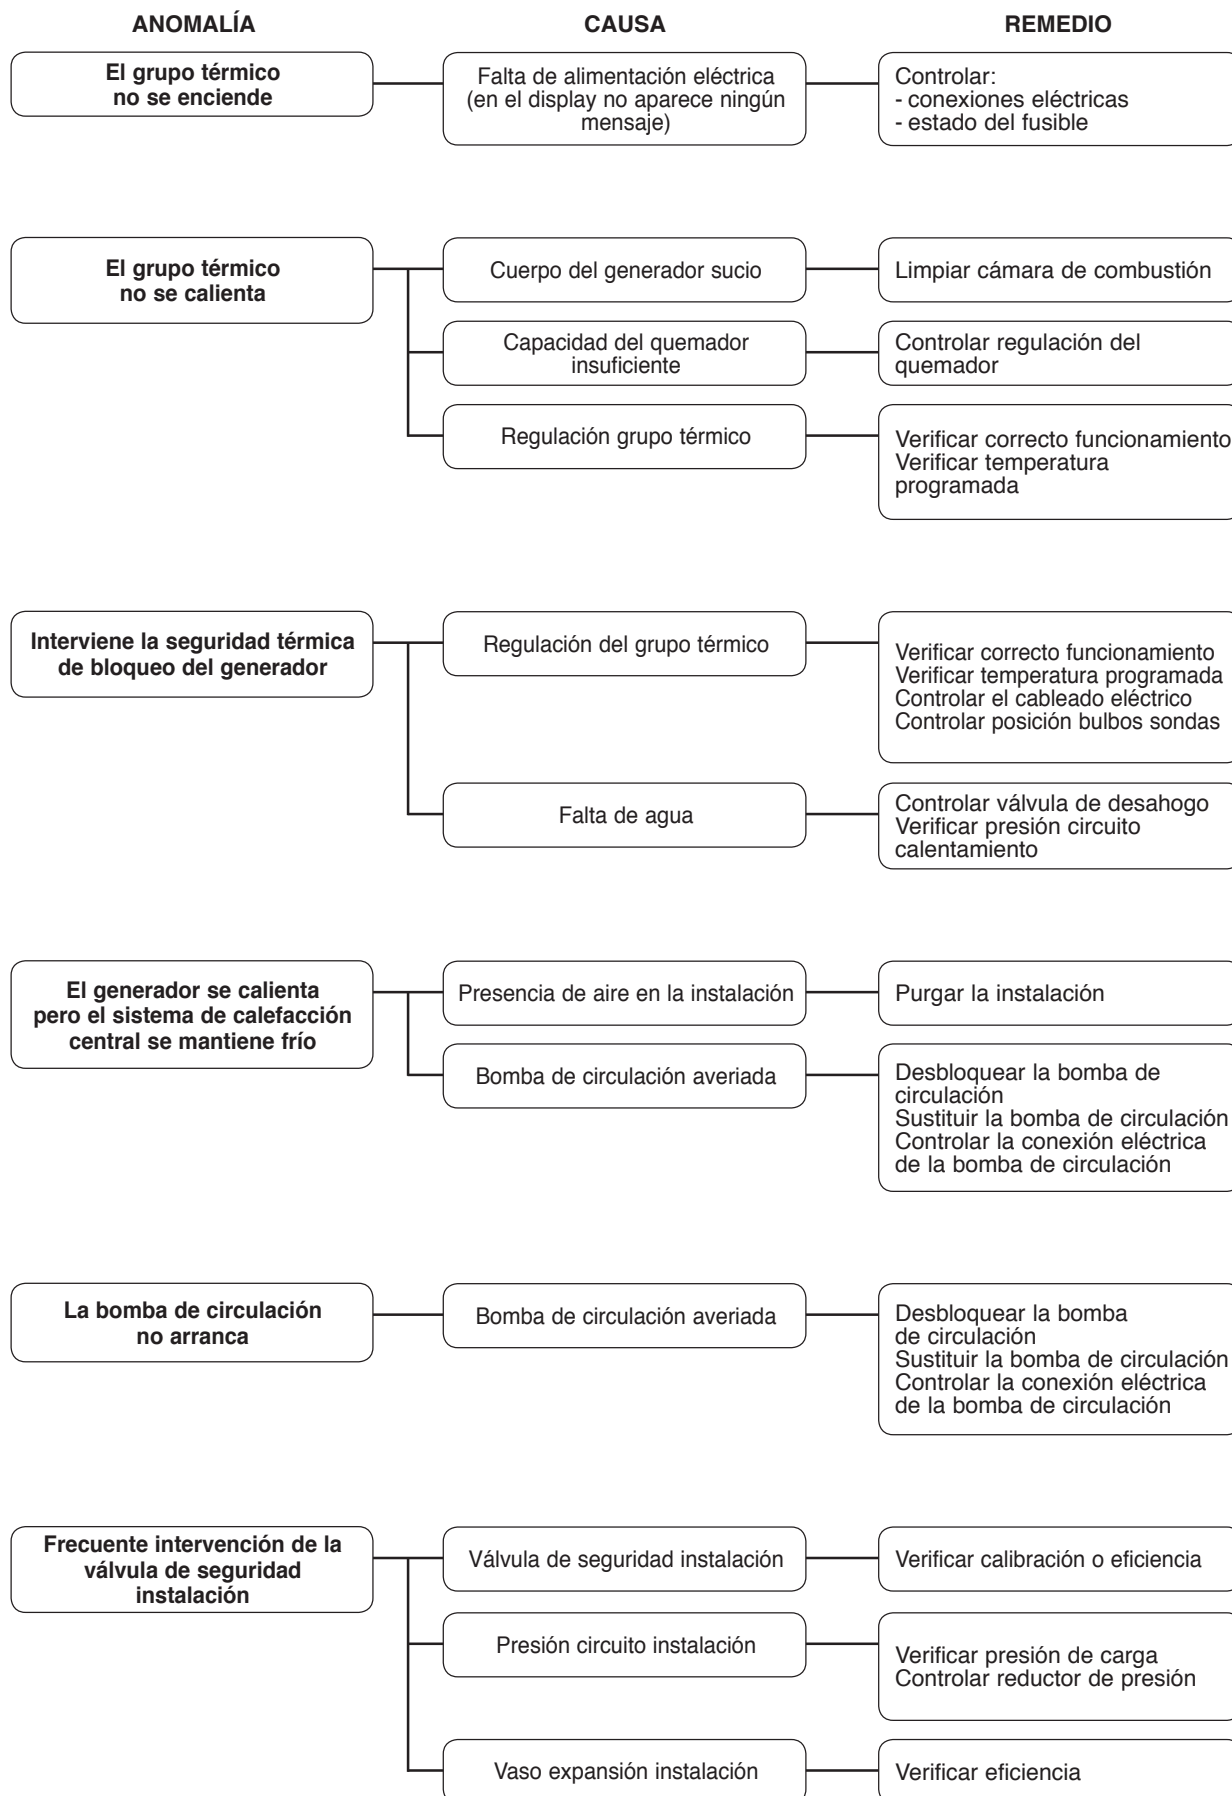 ANOMALÍA
CAUSA
REMEDIO
El grupo térmico
no se enciende
Falta de alimentación eléctrica
(en el display no aparece ningún
mensaje)
Controlar:
- conexiones eléctricas
- estado del fusible
El grupo térmico
no se calienta
Cuerpo del generador sucio
Limpiar cámara de combustión
Capacidad del quemador
insuficiente
Controlar regulación del
quemador
Regulación grupo térmico
Verificar correcto funcionamiento
Verificar temperatura
programada
Interviene la seguridad térmica
de bloqueo del generador
Regulación del grupo térmico
Verificar correcto funcionamiento
Verificar temperatura programada
Controlar el cableado eléctrico
Controlar posición bulbos sondas
Falta de agua
Controlar válvula de desahogo
Verificar presión circuito
calentamiento
El generador se calienta
pero el sistema de calefacción
central se mantiene frío
Presencia de aire en la instalación
Purgar la instalación
Bomba de circulación averiada
Desbloquear la bomba de
circulación
Sustituir la bomba de circulación
Controlar la conexión eléctrica
de la bomba de circulación
La bomba de circulación
no arranca
Bomba de circulación averiada
Desbloquear la bomba
de circulación
Sustituir la bomba de circulación
Controlar la conexión eléctrica
de la bomba de circulación
Frecuente intervención de la
válvula de seguridad
instalación
Válvula de seguridad instalación
Verificar calibración o eficiencia
Presión circuito instalación
Verificar presión de carga
Controlar reductor de presión
Vaso expansión instalación
Verificar eficiencia